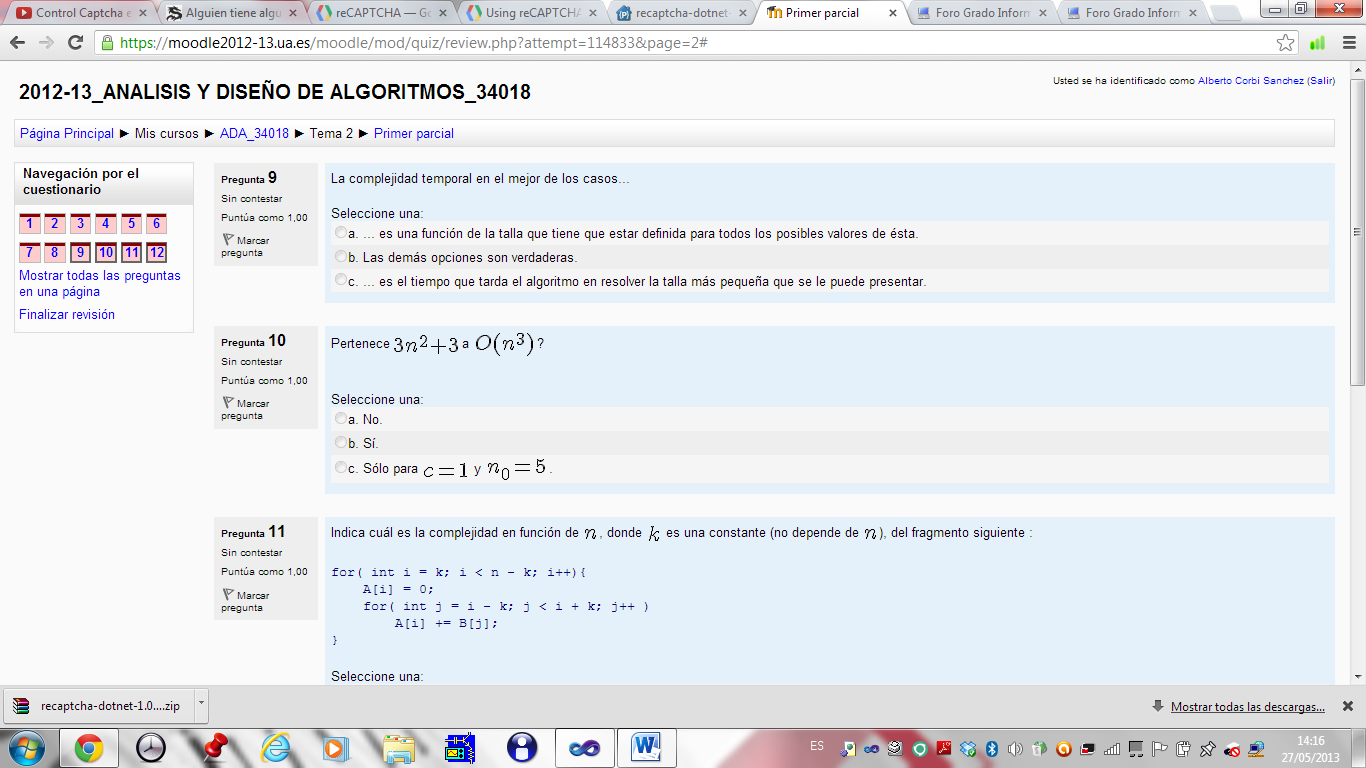 Control Captcha e
Alguien tiene algu
reCAPTCHA — Go
Using reCAPTCHA
recaptcha-dotnet-
Primer parcial
Foro Grado Inform
Foro Grado Inform
https://moodle2012-13.ua.es/moodle/mod/quiz/review.php?attempt=114833&page=2#
2012-13_ANALISIS Y DISEÑO DE ALGORITMOS_34018
Usted se ha identificado como Alberto Corbi Sanchez (Salir)
Página Principal ► Mis cursos ► ADA_34018 ► Tema 2 ► Primer parcial
Navegación por el
cuestionario
1 2 3 4 5 6
7 8 9 10 11 12
Mostrar todas las preguntas
en una página
Finalizar revisión
Pregunta 9
Sin contestar
Puntúa como 1,00
Marcar
pregunta
La complejidad temporal en el mejor de los casos...
Seleccione una:
a. ... es una función de la talla que tiene que estar definida para todos los posibles valores de ésta.
b. Las demás opciones son verdaderas.
c. ... es el tiempo que tarda el algoritmo en resolver la talla más pequeña que se le puede presentar.
Pregunta 10
Sin contestar
Puntúa como 1,00
Marcar
pregunta
Pertenece 3n²+3 a O(n³) ?
Seleccione una:
a. No.
b. Sí.
c. Sólo para c = 1 y n₀ = 5 .
Pregunta 11
Sin contestar
Puntúa como 1,00
Marcar
pregunta
Indica cuál es la complejidad en función de n, donde k es una constante (no depende de n), del fragmento siguiente :
for( int i = k; i < n - k; i++){
A[i] = 0;
for( int j = i - k; j < i + k; j++ )
A[i] += B[j];
}
Seleccione una:
recaptcha-dotnet-1.0....zip
Mostrar todas las descargas...
ES
14:16
27/05/2013